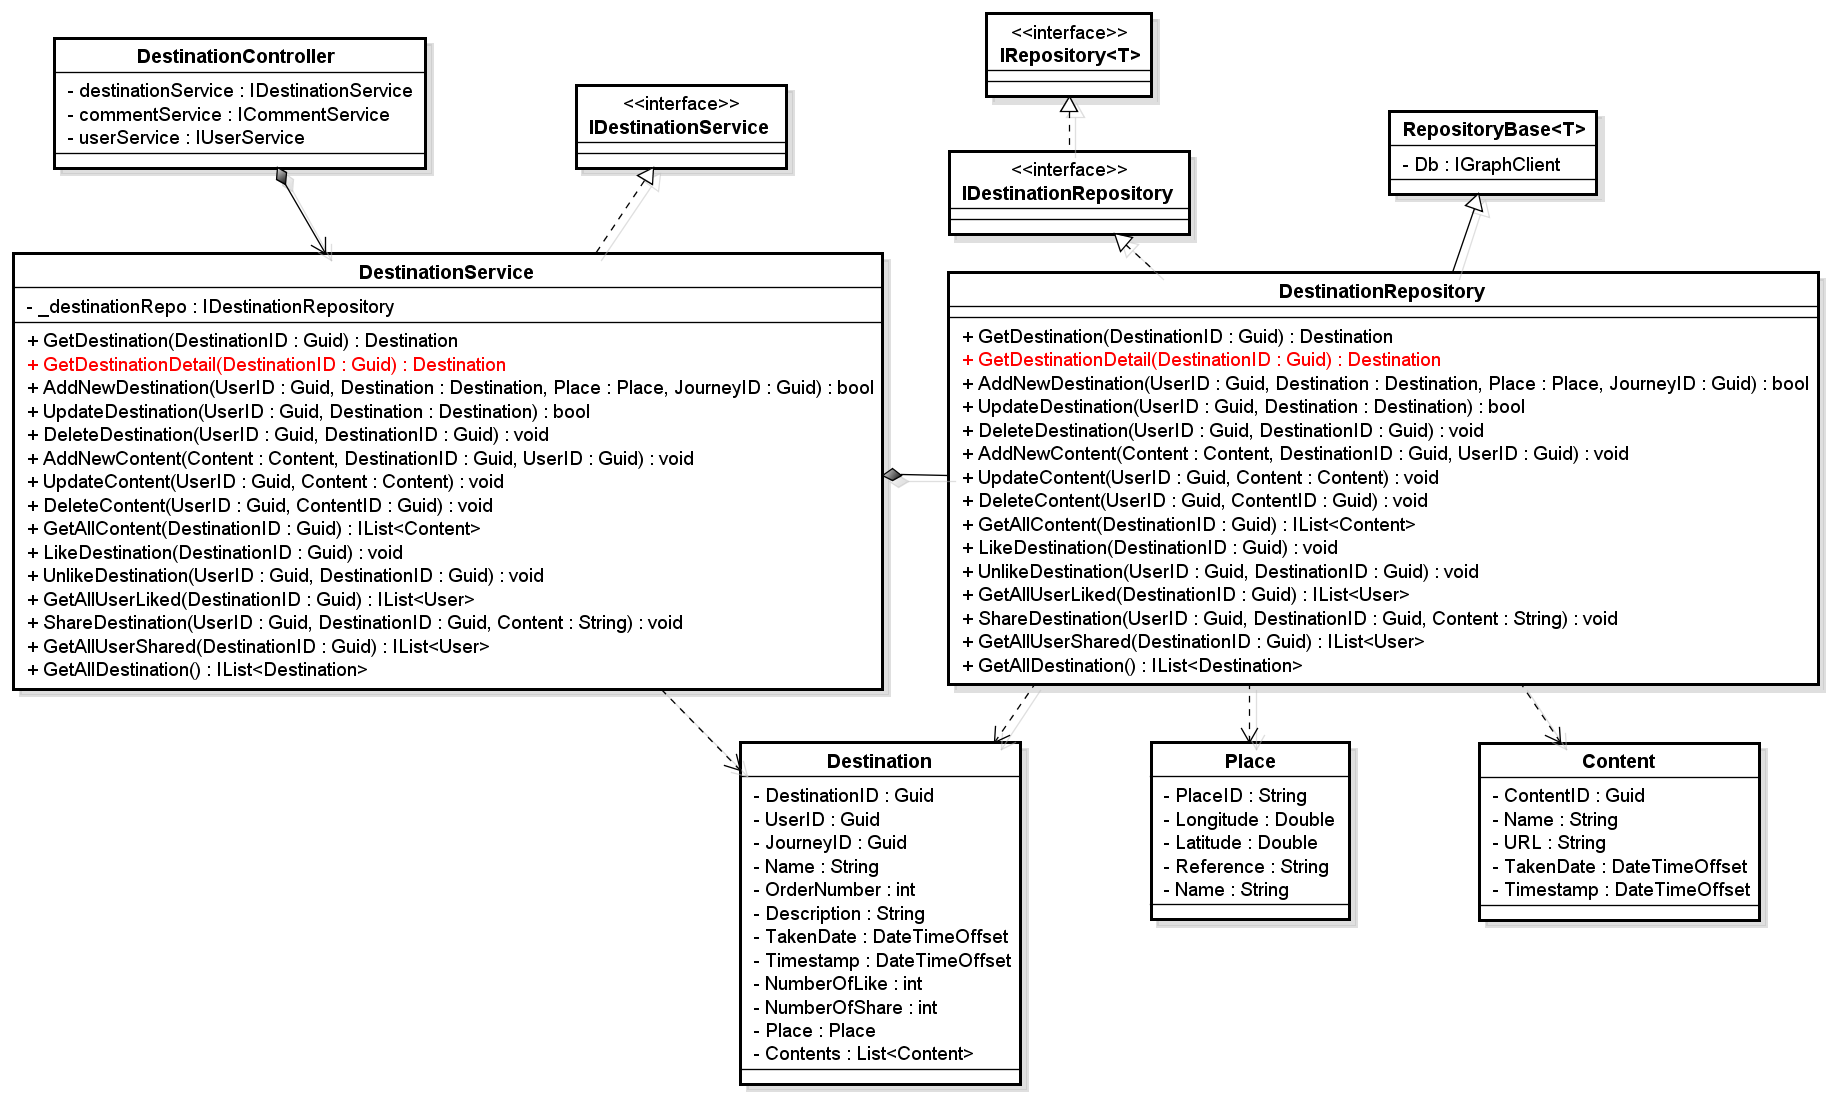 DestinationController
- destinationService : IDestinationService
- commentService : ICommentService
- userService : IUserService
<<interface>>
IDestinationService
<<interface>>
IRepository<T>
<<interface>>
IDestinationRepository
RepositoryBase<T>
- Db : IGraphClient
DestinationService
- _destinationRepo : IDestinationRepository
+ GetDestination(DestinationID : Guid) : Destination
+ GetDestinationDetail(DestinationID : Guid) : Destination
+ AddNewDestination(UserID : Guid, Destination : Destination, Place : Place, JourneyID : Guid) : bool
+ UpdateDestination(UserID : Guid, Destination : Destination) : bool
+ DeleteDestination(UserID : Guid, DestinationID : Guid) : void
+ AddNewContent(Content : Content, DestinationID : Guid, UserID : Guid) : void
+ UpdateContent(UserID : Guid, Content : Content) : void
+ DeleteContent(UserID : Guid, ContentID : Guid) : void
+ GetAllContent(DestinationID : Guid) : IList<Content>
+ LikeDestination(DestinationID : Guid) : void
+ UnlikeDestination(UserID : Guid, DestinationID : Guid) : void
+ GetAllUserLiked(DestinationID : Guid) : IList<User>
+ ShareDestination(UserID : Guid, DestinationID : Guid, Content : String) : void
+ GetAllUserShared(DestinationID : Guid) : IList<User>
+ GetAllDestination() : IList<Destination>
DestinationRepository
+ GetDestination(DestinationID : Guid) : Destination
+ GetDestinationDetail(DestinationID : Guid) : Destination
+ AddNewDestination(UserID : Guid, Destination : Destination, Place : Place, JourneyID : Guid) : bool
+ UpdateDestination(UserID : Guid, Destination : Destination) : bool
+ DeleteDestination(UserID : Guid, DestinationID : Guid) : void
+ AddNewContent(Content : Content, DestinationID : Guid, UserID : Guid) : void
+ UpdateContent(UserID : Guid, Content : Content) : void
+ DeleteContent(UserID : Guid, ContentID : Guid) : void
+ GetAllContent(DestinationID : Guid) : IList<Content>
+ LikeDestination(DestinationID : Guid) : void
+ UnlikeDestination(UserID : Guid, DestinationID : Guid) : void
+ GetAllUserLiked(DestinationID : Guid) : IList<User>
+ ShareDestination(UserID : Guid, DestinationID : Guid, Content : String) : void
+ GetAllUserShared(DestinationID : Guid) : IList<User>
+ GetAllDestination() : IList<Destination>
Destination
- DestinationID : Guid
- UserID : Guid
- JourneyID : Guid
- Name : String
- OrderNumber : int
- Description : String
- TakenDate : DateTimeOffset
- Timestamp : DateTimeOffset
- NumberOfLike : int
- NumberOfShare : int
- Place : Place
- Contents : List<Content>
Place
- PlaceID : String
- Longitude : Double
- Latitude : Double
- Reference : String
- Name : String
Content
- ContentID : Guid
- Name : String
- URL : String
- TakenDate : DateTimeOffset
- Timestamp : DateTimeOffset